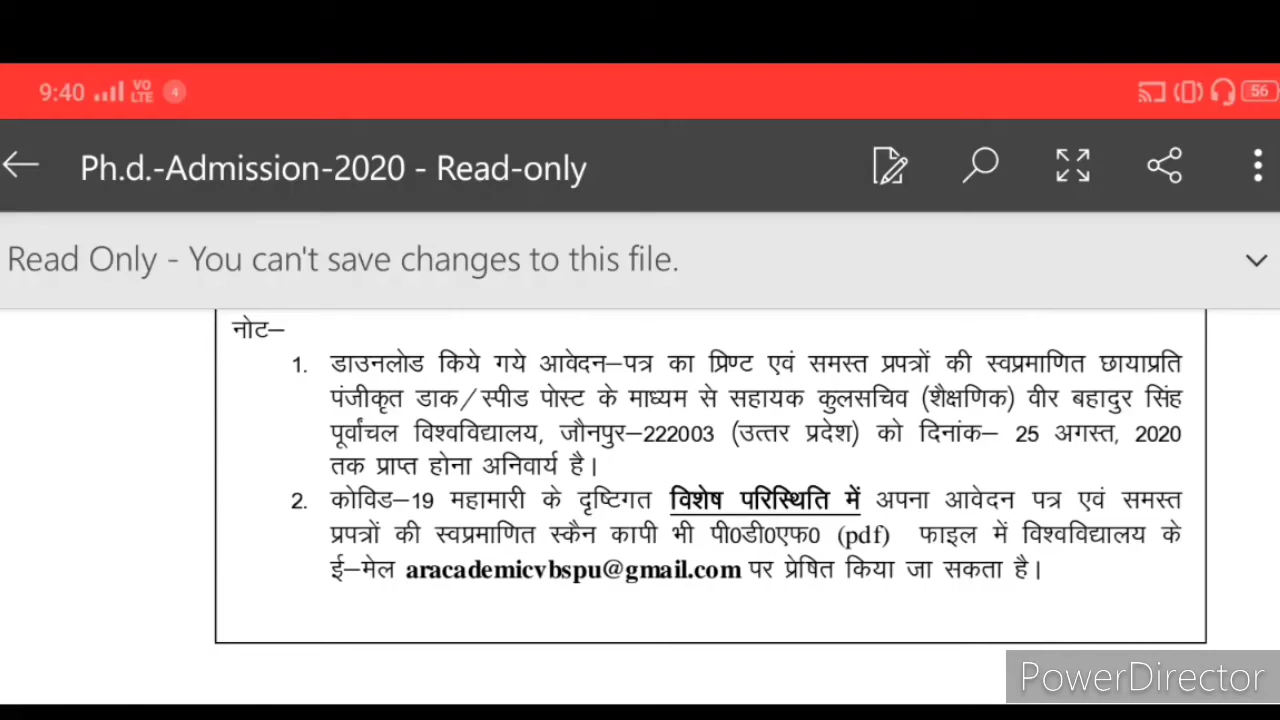 9:40 VO LTE 4 56
Ph.d.-Admission-2020 - Read-only
Read Only - You can't save changes to this file.
नोट–
1. डाउनलोड किये गये आवेदन–पत्र का प्रिण्ट एवं समस्त प्रपत्रों की स्वप्रमाणित छायाप्रति
पंजीकृत डाक/स्पीड पोस्ट के माध्यम से सहायक कुलसचिव (शैक्षणिक) वीर बहादुर सिंह
पूर्वांचल विश्वविद्यालय, जौनपुर–222003 (उत्तर प्रदेश) को दिनांक– 25 अगस्त, 2020
तक प्राप्त होना अनिवार्य है।
2. कोविड–19 महामारी के दृष्टिगत विशेष परिस्थिति में अपना आवेदन पत्र एवं समस्त
प्रपत्रों की स्वप्रमाणित स्कैन कापी भी पी0डी0एफ0 (pdf) फाइल में विश्वविद्यालय के
ई–मेल aracademicvbspu@gmail.com पर प्रेषित किया जा सकता है।
PowerDirector